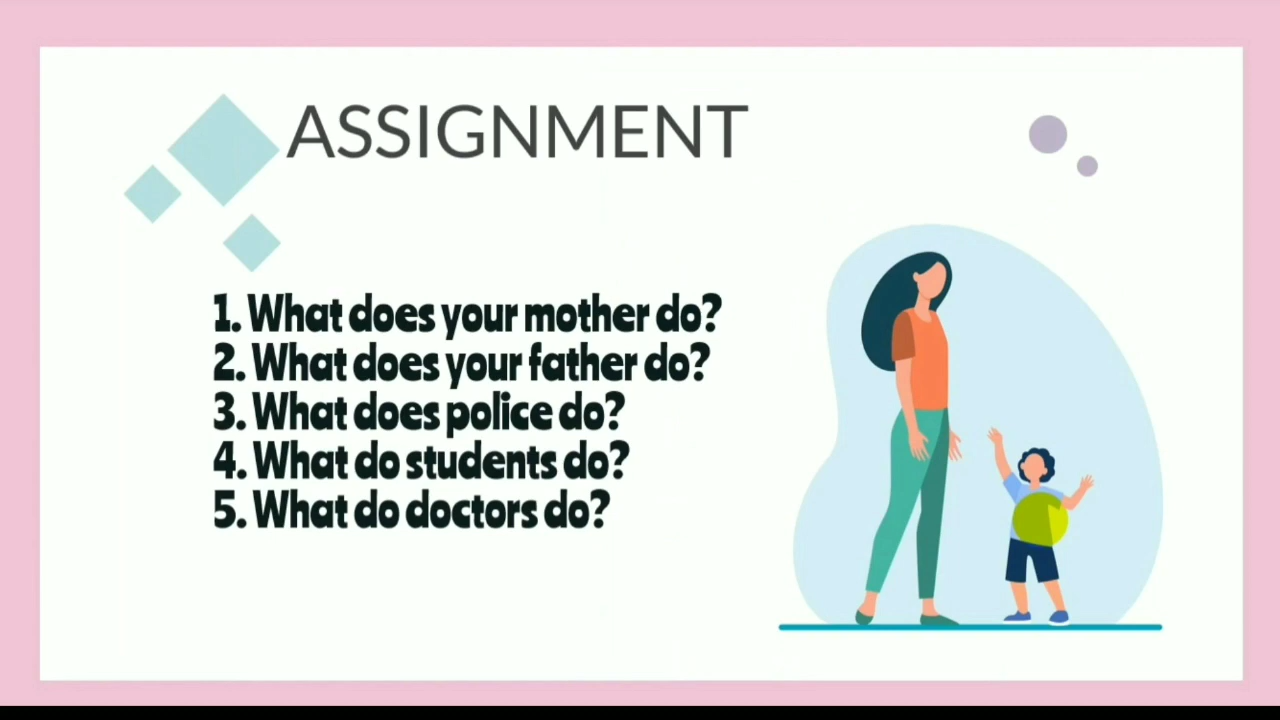 ASSIGNMENT
1. What does your mother do?
2. What does your father do?
3. What does police do?
4. What do students do?
5. What do doctors do?